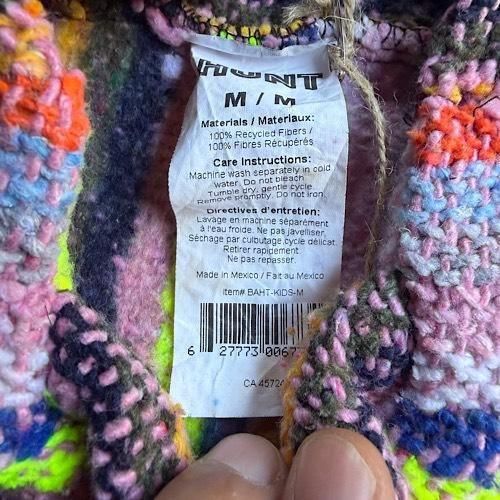 HUNT
M / M
Materials / Materiaux:
100% Recycled Fibers /
100% Fibres Récupérés
Care Instructions:
Machine wash separately in cold
water. Do not bleach
Tumble dry, gentle cycle
Remove promptly. Do not iron.
Directives d'entretien:
Lavage en machine séparément
à l'eau froide. Ne pas javelliser.
Séchage par culbutage,cycle délicat.
Retirer rapidement.
Ne pas repasser.
Made in Mexico / Fait au Mexico
Item# BAHT-KIDS-M
6 27773 0067
CA 45724